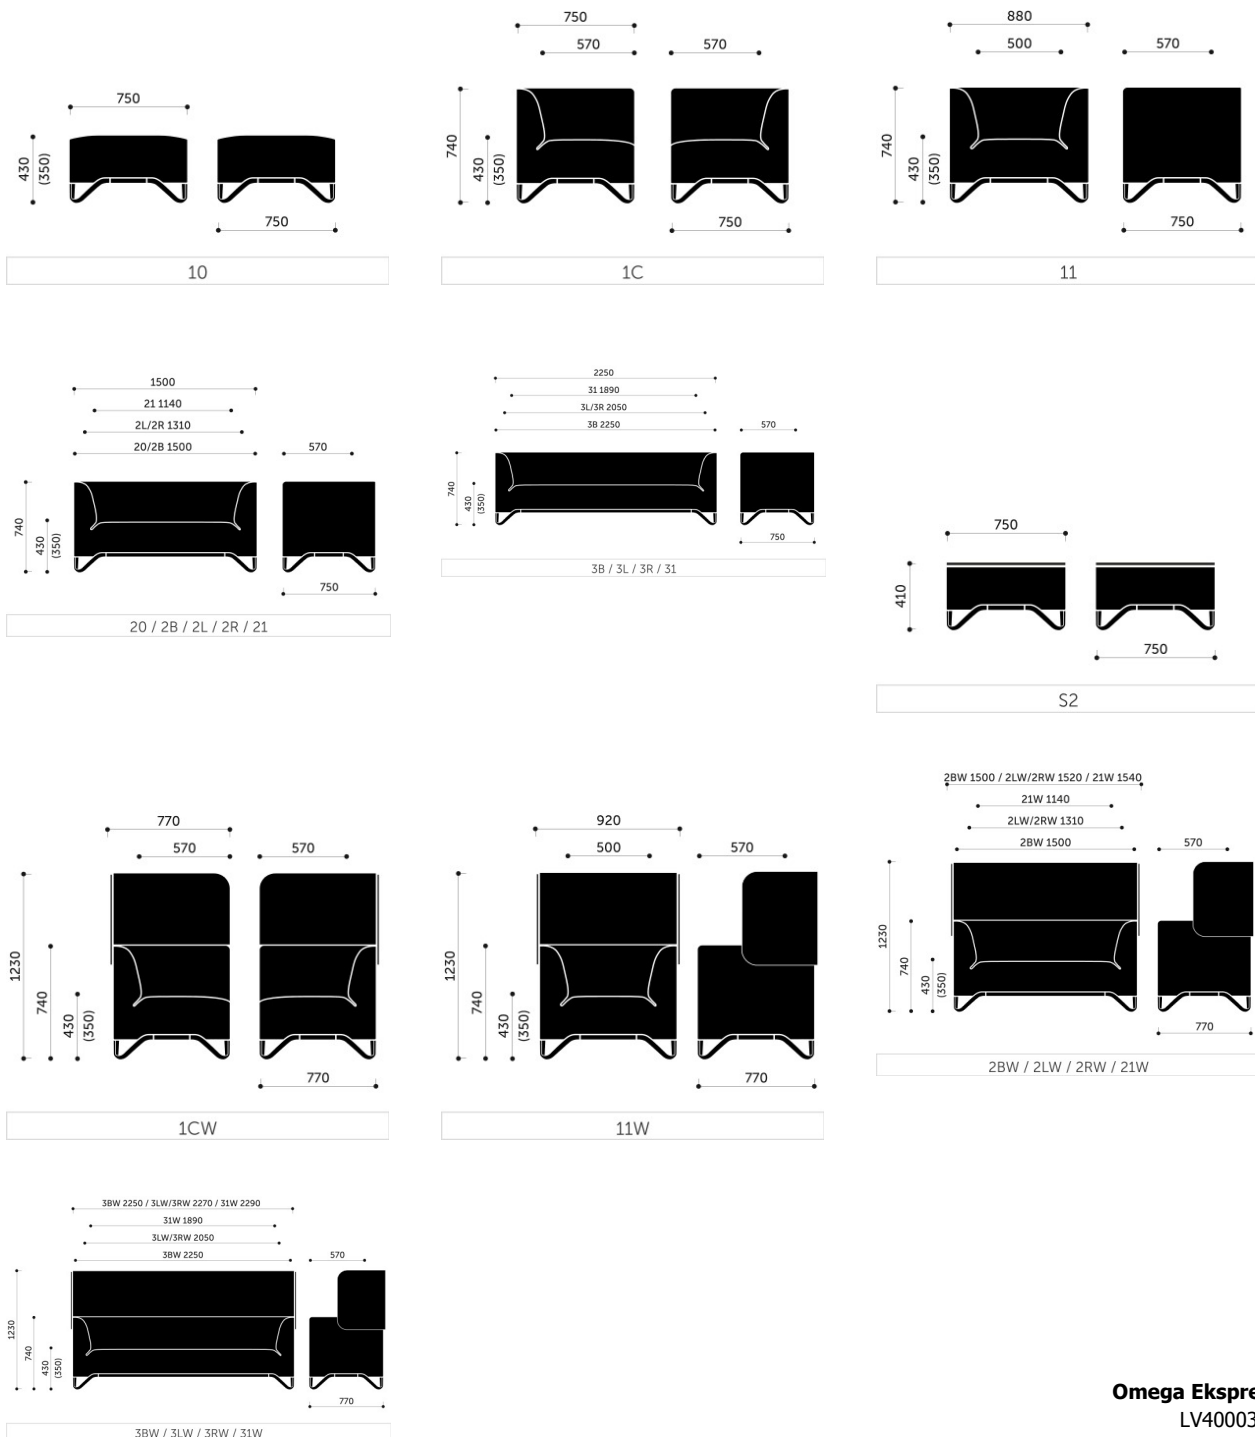 750
430
(350)
750
10
750
570
570
740
430
(350)
750
1C
880
500
570
740
430
(350)
750
11
1500
21 1140
2L/2R 1310
20/2B 1500
570
740
430
(350)
750
20 / 2B / 2L / 2R / 21
2250
31 1890
3L/3R 2050
3B 2250
570
740
430
(350)
750
3B / 3L / 3R / 31
750
410
750
S2
770
570
570
1230
740
430
(350)
770
1CW
920
500
570
1230
740
430
(350)
770
11W
2BW 1500 / 2LW/2RW 1520 / 21W 1540
21W 1140
2LW/2RW 1310
2BW 1500
570
1230
740
430
(350)
770
2BW / 2LW / 2RW / 21W
3BW 2250 / 3LW/3RW 2270 / 31W 2290
31W 1890
3LW/3RW 2050
3BW 2250
570
1230
740
430
(350)
770
3BW / 3LW / 3RW / 31W
Omega Ekspre
LV40003